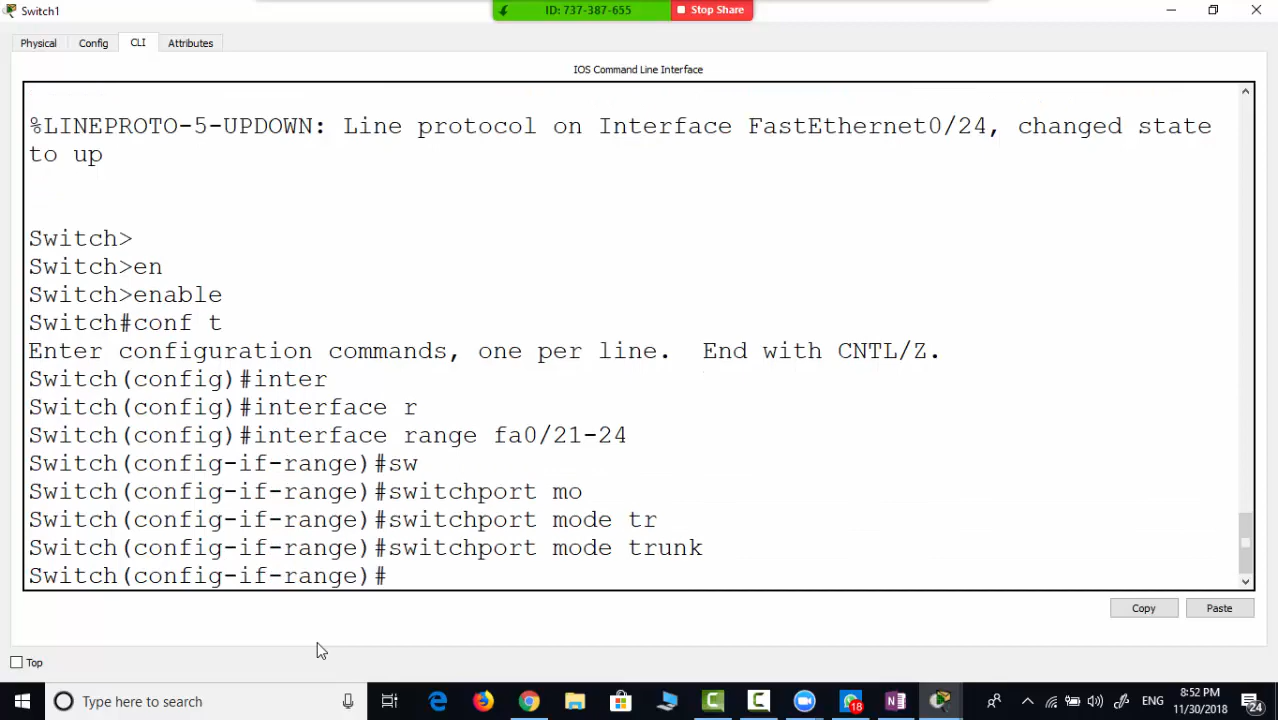 Switch1
ID: 737-387-655
Stop Share
Physical
Config
CLI
Attributes
IOS Command Line Interface
%LINEPROTO-5-UPDOWN: Line protocol on Interface FastEthernet0/24, changed state
to up
Switch>
Switch>en
Switch>enable
Switch#conf t
Enter configuration commands, one per line.  End with CNTL/Z.
Switch(config)#inter
Switch(config)#interface r
Switch(config)#interface range fa0/21-24
Switch(config-if-range)#sw
Switch(config-if-range)#switchport mo
Switch(config-if-range)#switchport mode tr
Switch(config-if-range)#switchport mode trunk
Switch(config-if-range)#
Copy
Paste
Top
Type here to search
18
ENG
8:52 PM
11/30/2018
24